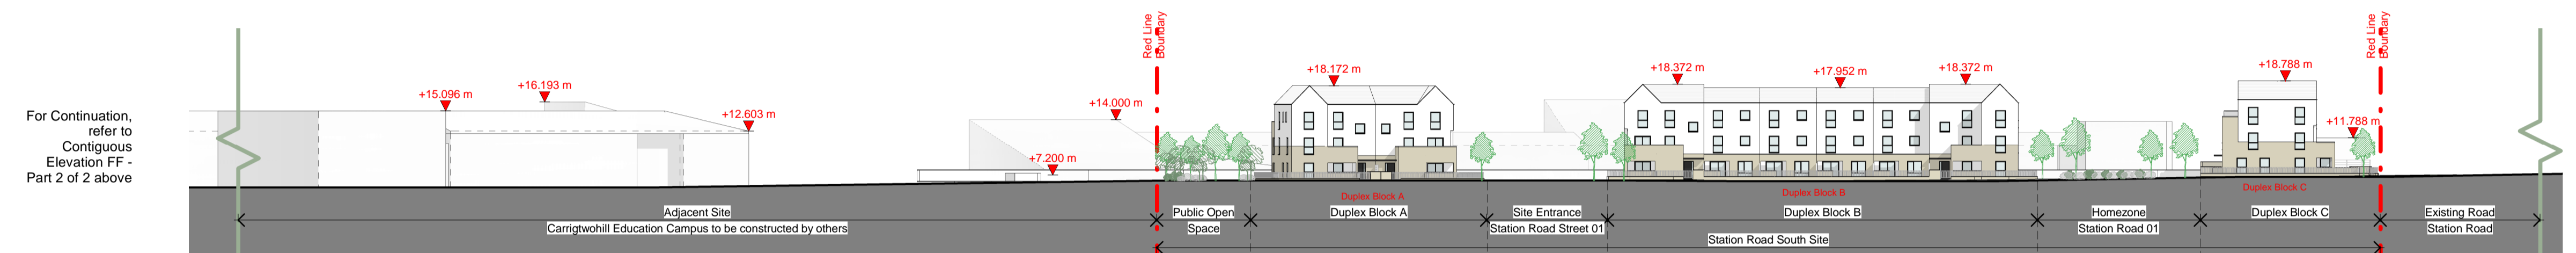 For Continuation,
refer to
Contiguous
Elevation FF -
Part 2 of 2 above
+15.096 m
+16.193 m
+12.603 m
+7.200 m
+14.000 m
Red Line
Boundary
+18.172 m
+18.372 m
+17.952 m
+18.372 m
+18.788 m
+11.788 m
Red Line
Boundary
Duplex Block A
Duplex Block B
Duplex Block C
Adjacent Site
Carrigtwohill Education Campus to be constructed by others
Public Open
Space
Duplex Block A
Site Entrance
Station Road Street 01
Duplex Block B
Homezone
Station Road 01
Duplex Block C
Existing Road
Station Road
Station Road South Site